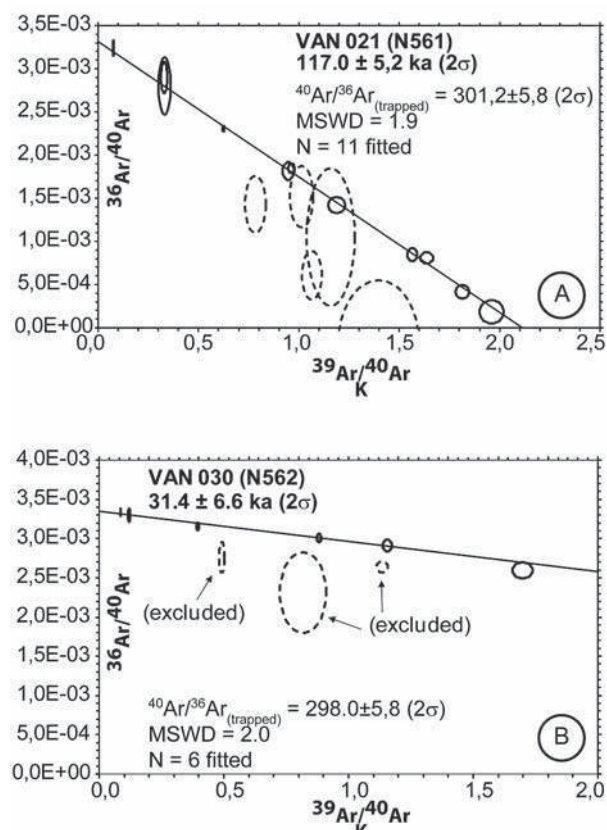 3,5E-03
3,0E-03
2,5E-03
2,0E-03
1,5E-03
1,0E-03
5,0E-04
0,0E+00
³⁶Ar/⁴⁰Ar
VAN 021 (N561)
117.0 ± 5,2 ka (2σ)
⁴⁰Ar/³⁶Ar(trapped) = 301,2±5,8 (2σ)
MSWD = 1.9
N = 11 fitted
A
0,0 0,5 1,0 1,5 2,0 2,5
³⁹ArK/⁴⁰Ar
4,0E-03
3,5E-03
3,0E-03
2,5E-03
2,0E-03
1,5E-03
1,0E-03
5,0E-04
0,0E+00
³⁶Ar/⁴⁰Ar
VAN 030 (N562)
31.4 ± 6.6 ka (2σ)
(excluded)
(excluded)
⁴⁰Ar/³⁶Ar(trapped) = 298.0±5,8 (2σ)
MSWD = 2.0
N = 6 fitted
B
0,0 0,5 1,0 1,5 2,0
³⁹ArK/⁴⁰Ar